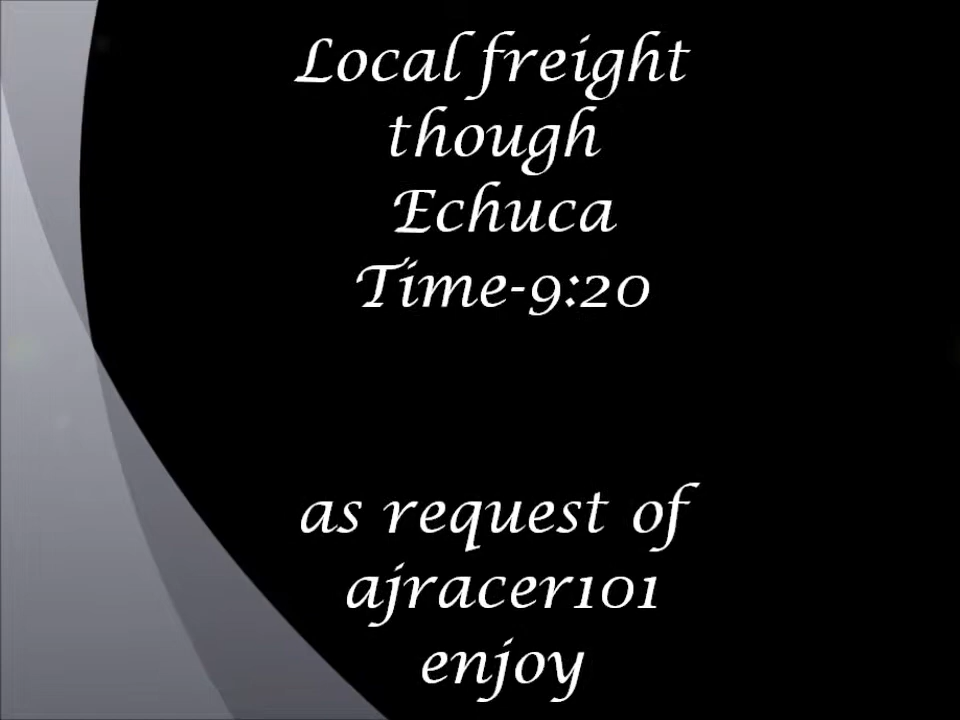 Local freight
though
Echuca
Time-9:20
as request of
ajracer101
enjoy